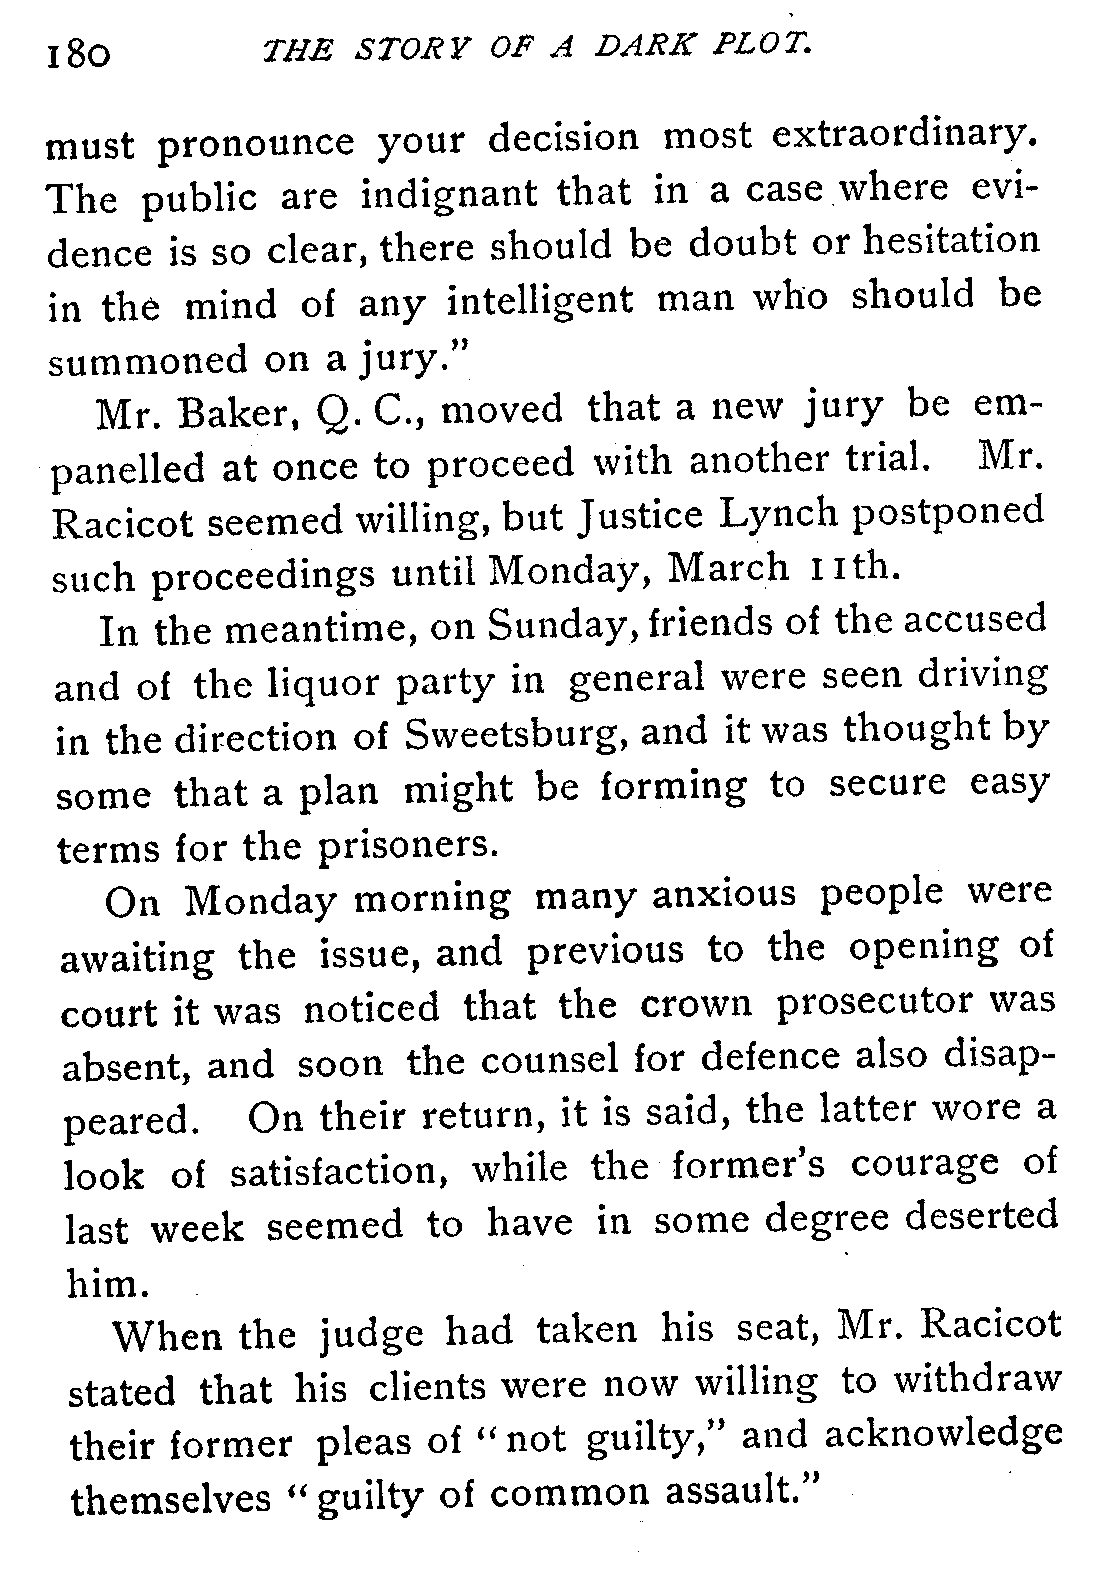 180 THE STORY OF A DARK PLOT.
must pronounce your decision most extraordinary.
The public are indignant that in a case where evi-
dence is so clear, there should be doubt or hesitation
in the mind of any intelligent man who should be
summoned on a jury."
Mr. Baker, Q. C., moved that a new jury be em-
panelled at once to proceed with another trial. Mr.
Racicot seemed willing, but Justice Lynch postponed
such proceedings until Monday, March 11th.
In the meantime, on Sunday, friends of the accused
and of the liquor party in general were seen driving
in the direction of Sweetsburg, and it was thought by
some that a plan might be forming to secure easy
terms for the prisoners.
On Monday morning many anxious people were
awaiting the issue, and previous to the opening of
court it was noticed that the crown prosecutor was
absent, and soon the counsel for defence also disap-
peared. On their return, it is said, the latter wore a
look of satisfaction, while the former's courage of
last week seemed to have in some degree deserted
him.
When the judge had taken his seat, Mr. Racicot
stated that his clients were now willing to withdraw
their former pleas of "not guilty," and acknowledge
themselves "guilty of common assault."